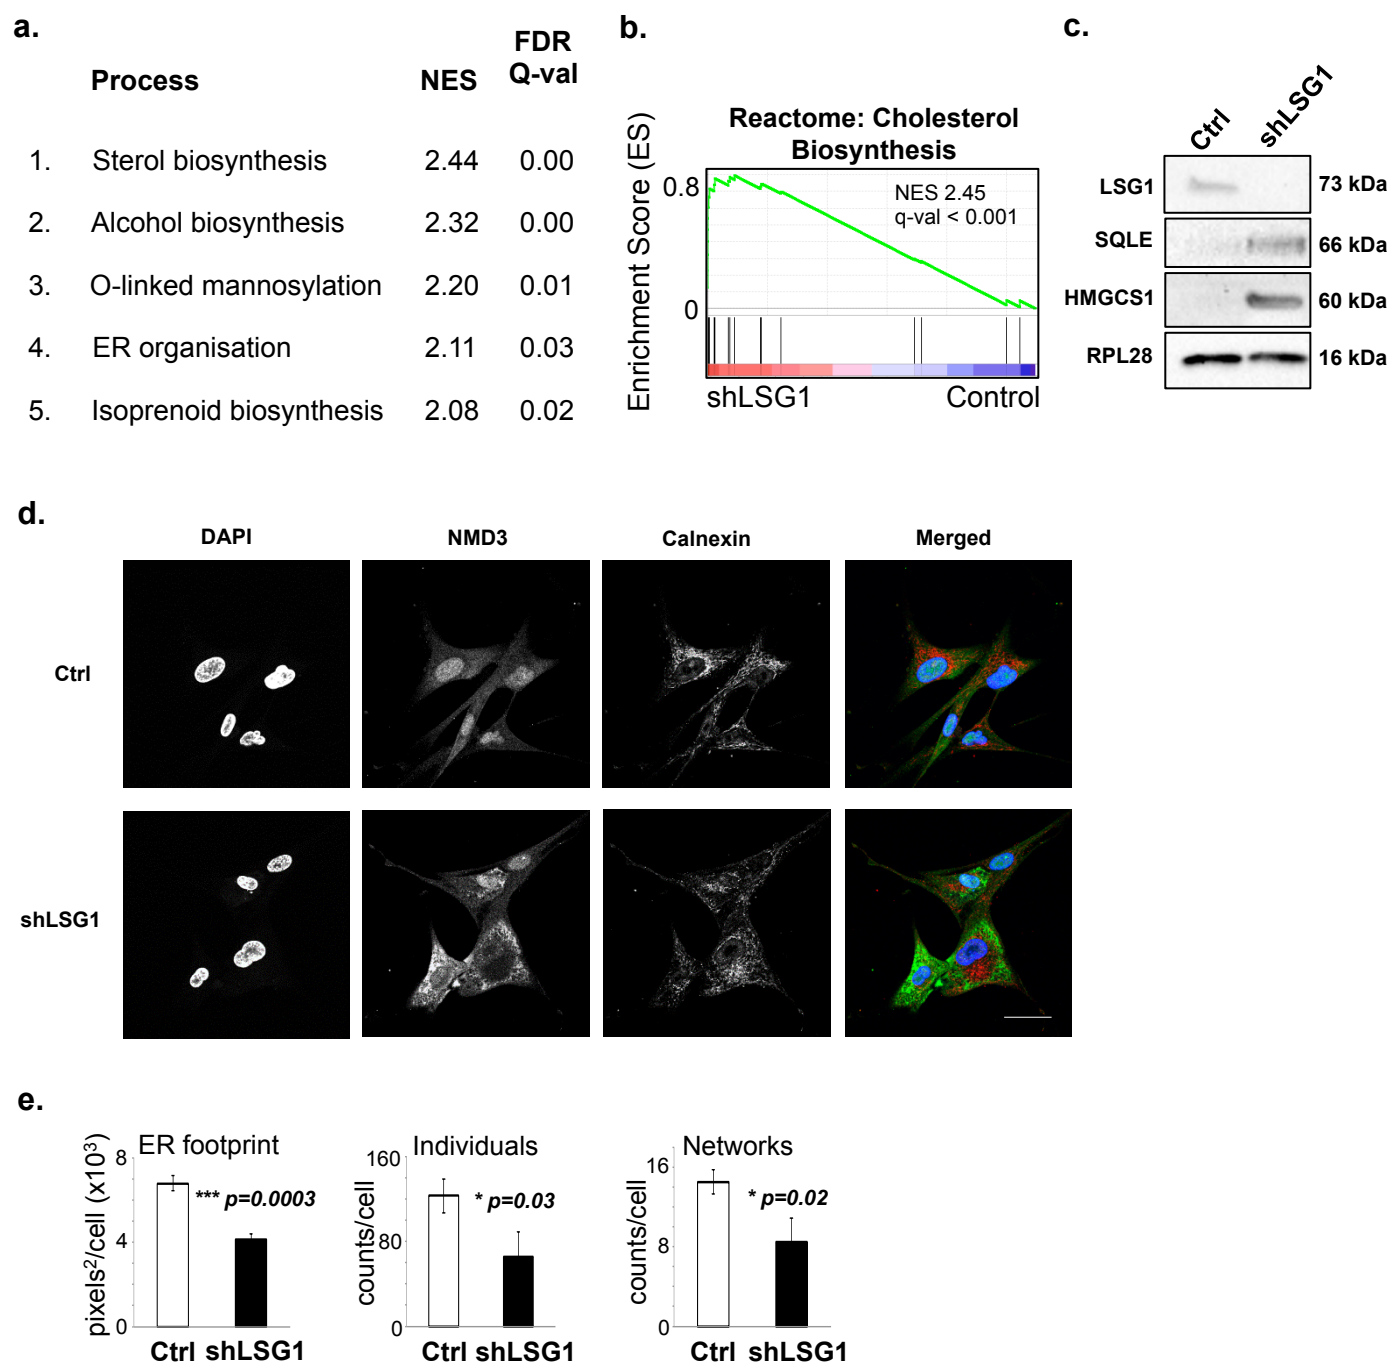 a.
Process NES FDR Q-val
1. Sterol biosynthesis 2.44 0.00
2. Alcohol biosynthesis 2.32 0.00
3. O-linked mannosylation 2.20 0.01
4. ER organisation 2.11 0.03
5. Isoprenoid biosynthesis 2.08 0.02
b.
Reactome: Cholesterol
Biosynthesis
Enrichment Score (ES)
0.8
0
NES 2.45
q-val < 0.001
shLSG1 Control
c.
Ctrl shLSG1
LSG1 73 kDa
SQLE 66 kDa
HMGCS1 60 kDa
RPL28 16 kDa
d.
DAPI NMD3 Calnexin Merged
Ctrl
shLSG1
e.
ER footprint
pixels²/cell (x10³)
8
4
0
*** p=0.0003
Ctrl shLSG1
Individuals
counts/cell
160
80
0
* p=0.03
Ctrl shLSG1
Networks
counts/cell
16
8
0
* p=0.02
Ctrl shLSG1